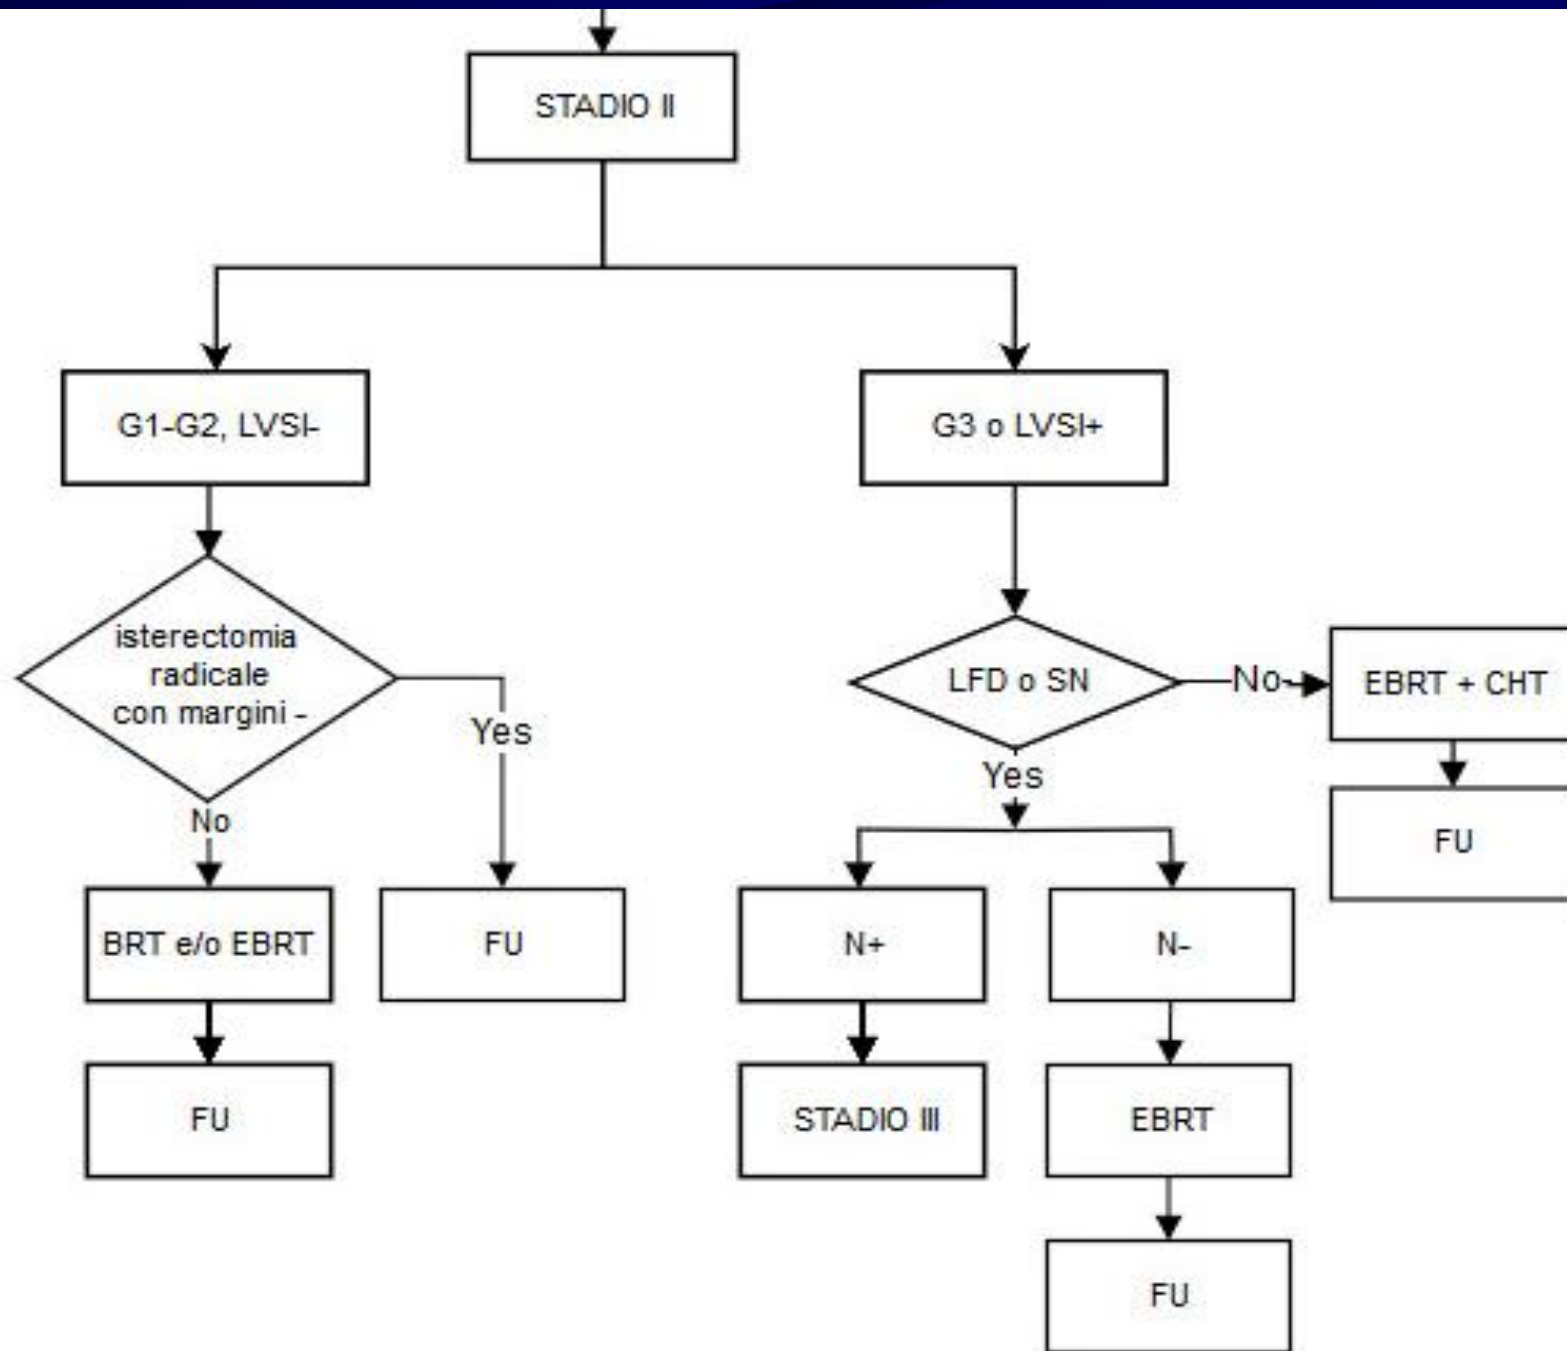 STADIO II
G1-G2, LVSI-
G3 o LVSI+
isterectomia
radicale
con margini -
Yes
No
BRT e/o EBRT
FU
FU
LFD o SN
No
EBRT + CHT
FU
Yes
N+
N-
STADIO III
EBRT
FU